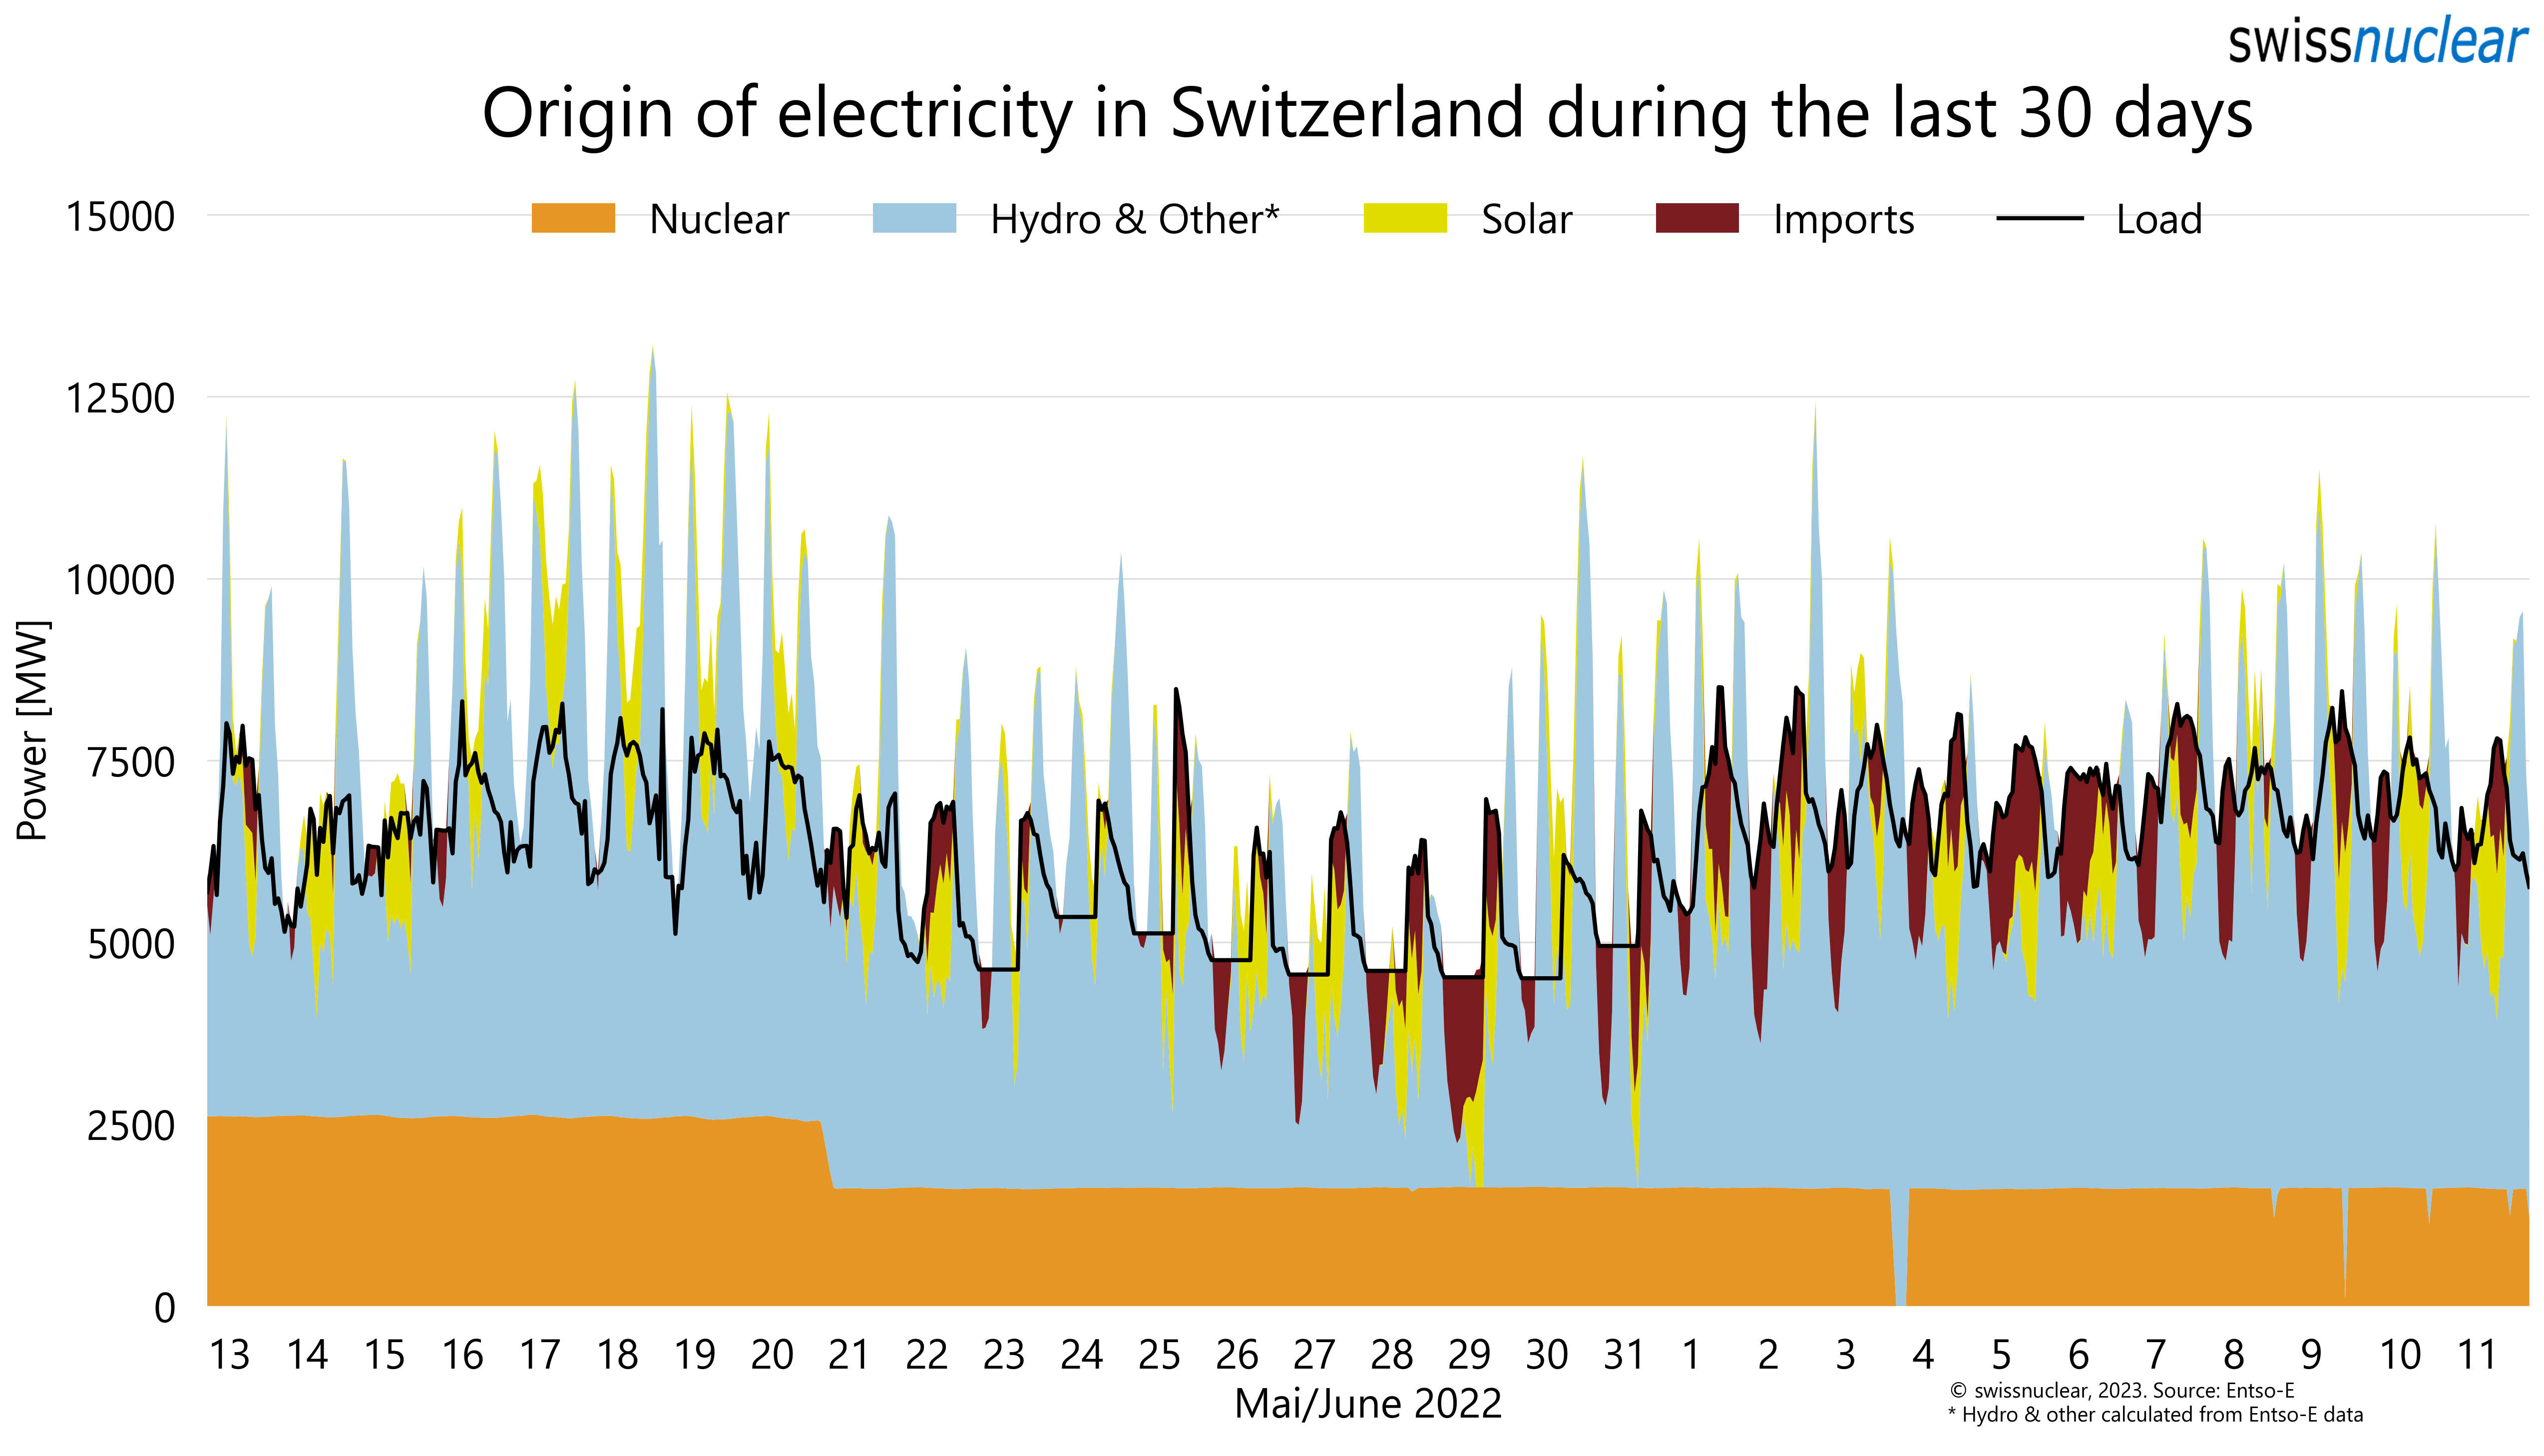 swissnuclear
Origin of electricity in Switzerland during the last 30 days
Nuclear Hydro & Other* Solar Imports Load
15000
12500
10000
7500
5000
2500
0
Power [MW]
13 14 15 16 17 18 19 20 21 22 23 24 25 26 27 28 29 30 31 1 2 3 4 5 6 7 8 9 10 11
Mai/June 2022
© swissnuclear, 2023. Source: Entso-E
* Hydro & other calculated from Entso-E data